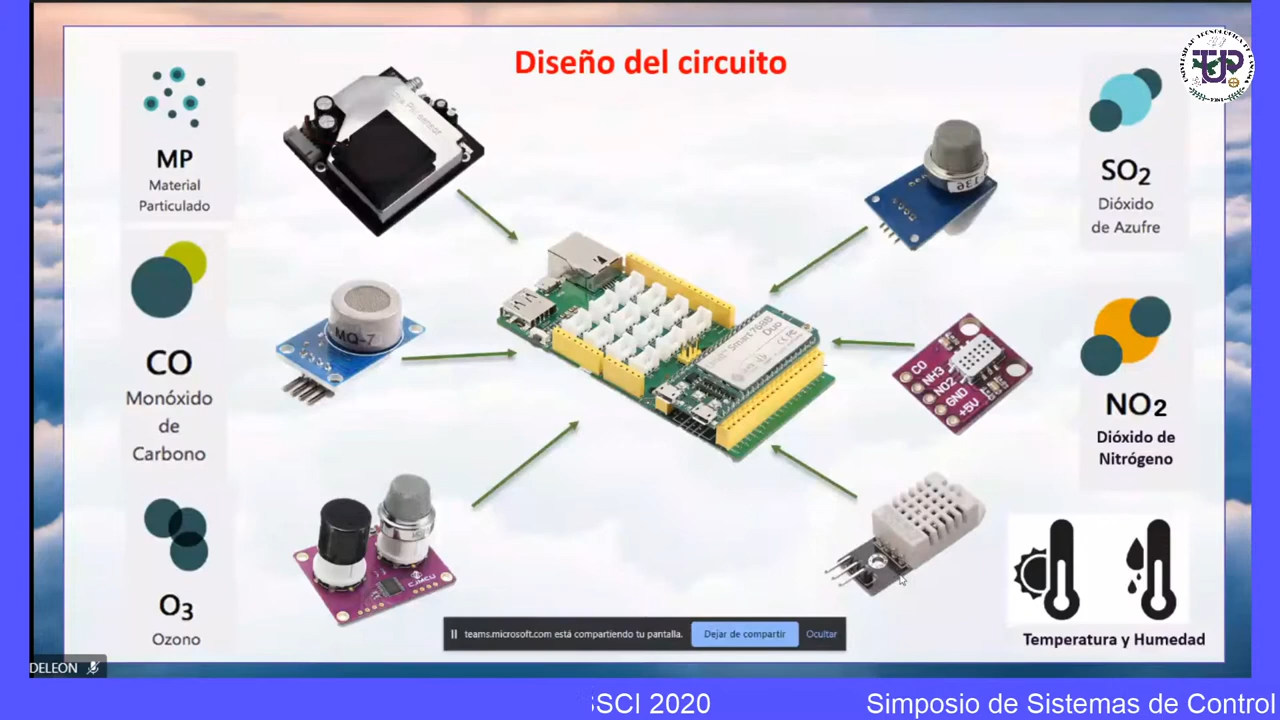 Diseño del circuito
MP
Material
Particulado
CO
Monóxido
de
Carbono
O3
Ozono
SO2
Dióxido
de Azufre
NO2
Dióxido de
Nitrógeno
Temperatura y Humedad
MQ-7
Duo
CO
NH3
NO2
GND
+5V
CJMCU
teams.microsoft.com está compartiendo tu pantalla.
Dejar de compartir
Ocultar
DELEON
SCI 2020
Simposio de Sistemas de Control